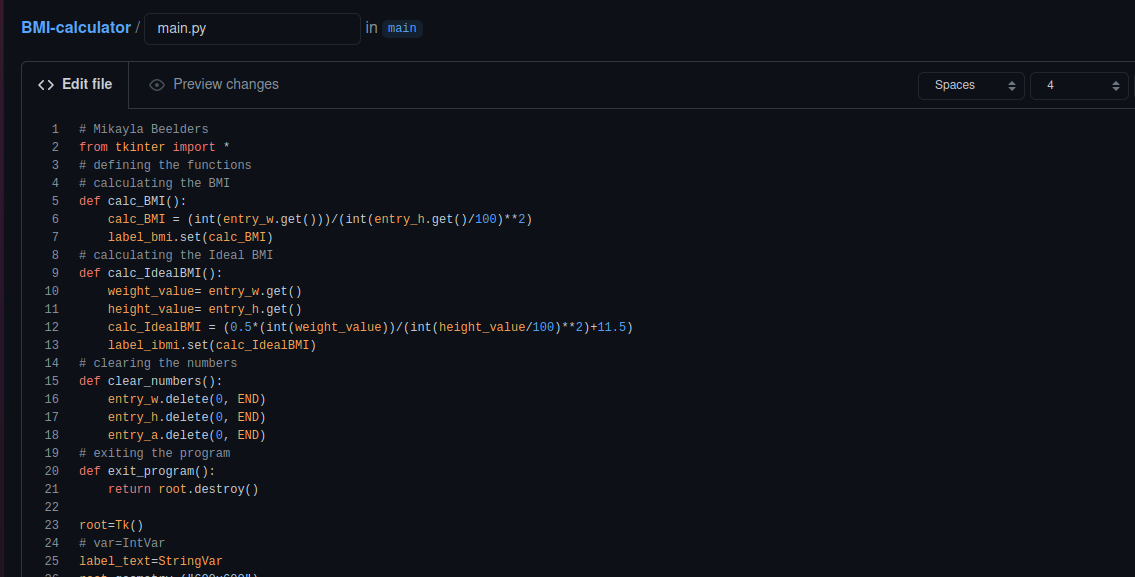 BMI-calculator / main.py in main
Edit file Preview changes Spaces 4
1 # Mikayla Beelders
2 from tkinter import *
3 # defining the functions
4 # calculating the BMI
5 def calc_BMI():
6     calc_BMI = (int(entry_w.get()))/(int(entry_h.get()/100)**2)
7     label_bmi.set(calc_BMI)
8 # calculating the Ideal BMI
9 def calc_IdealBMI():
10     weight_value= entry_w.get()
11     height_value= entry_h.get()
12     calc_IdealBMI = (0.5*(int(weight_value))/(int(height_value/100)**2)+11.5)
13     label_ibmi.set(calc_IdealBMI)
14 # clearing the numbers
15 def clear_numbers():
16     entry_w.delete(0, END)
17     entry_h.delete(0, END)
18     entry_a.delete(0, END)
19 # exiting the program
20 def exit_program():
21     return root.destroy()
22
23 root=Tk()
24 # var=IntVar
25 label_text=StringVar